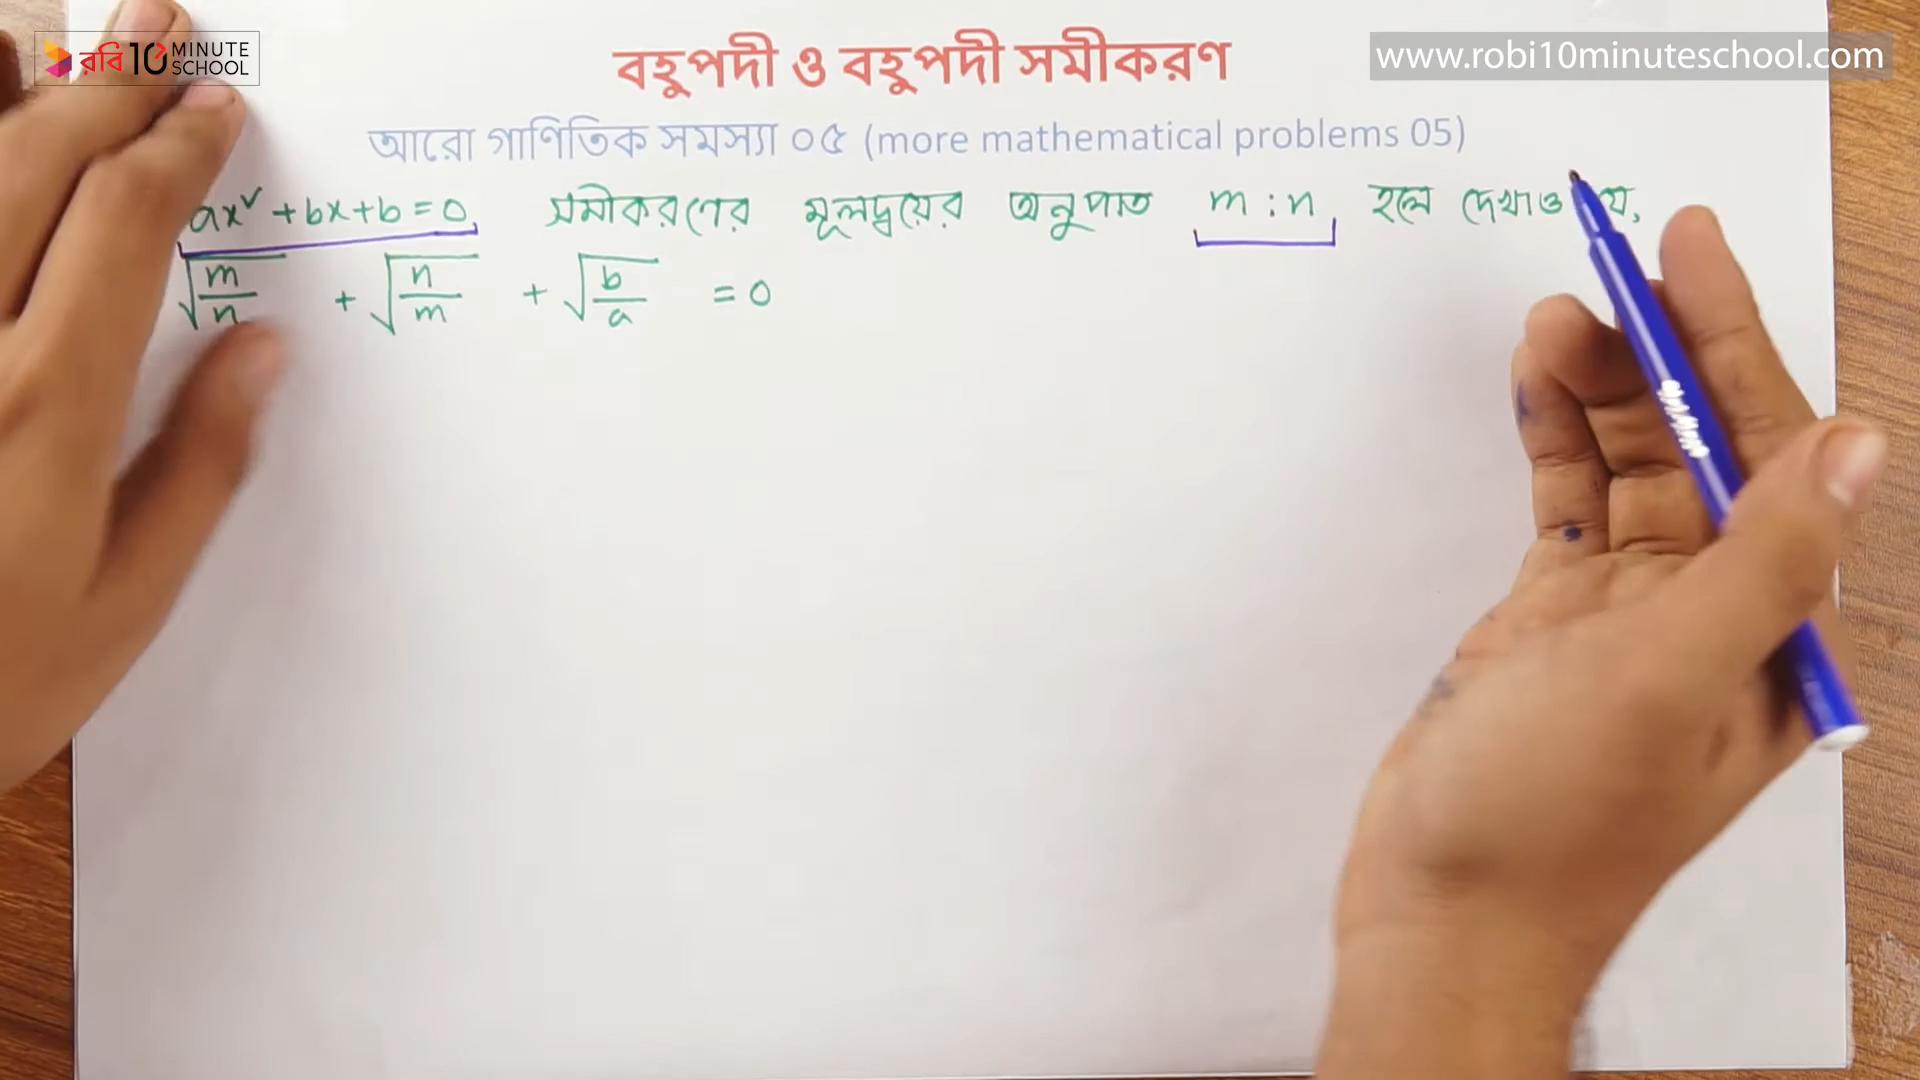 রবি 10 MINUTE SCHOOL
www.robi10minuteschool.com
বহুপদী ও বহুপদী সমীকরণ
আরো গাণিতিক সমস্যা ০৫ (more mathematical problems 05)
ax² + bx + b = 0, সমীকরণের মূলদ্বয়ের অনুপাত m : n হলে দেখাও যে,
√(m/n) + √(n/m) + √(b/a) = 0